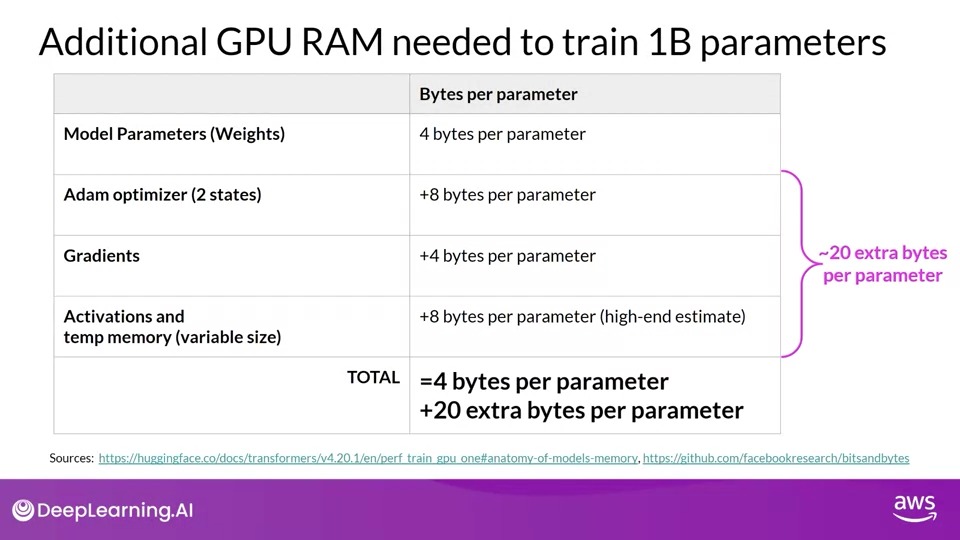 Additional GPU RAM needed to train 1B parameters
Bytes per parameter
Model Parameters (Weights)
4 bytes per parameter
Adam optimizer (2 states)
+8 bytes per parameter
Gradients
+4 bytes per parameter
Activations and
temp memory (variable size)
+8 bytes per parameter (high-end estimate)
~20 extra bytes
per parameter
TOTAL
=4 bytes per parameter
+20 extra bytes per parameter
Sources: https://huggingface.co/docs/transformers/v4.20.1/en/perf_train_gpu_one#anatomy-of-models-memory, https://github.com/facebookresearch/bitsandbytes
DeepLearning.AI
aws